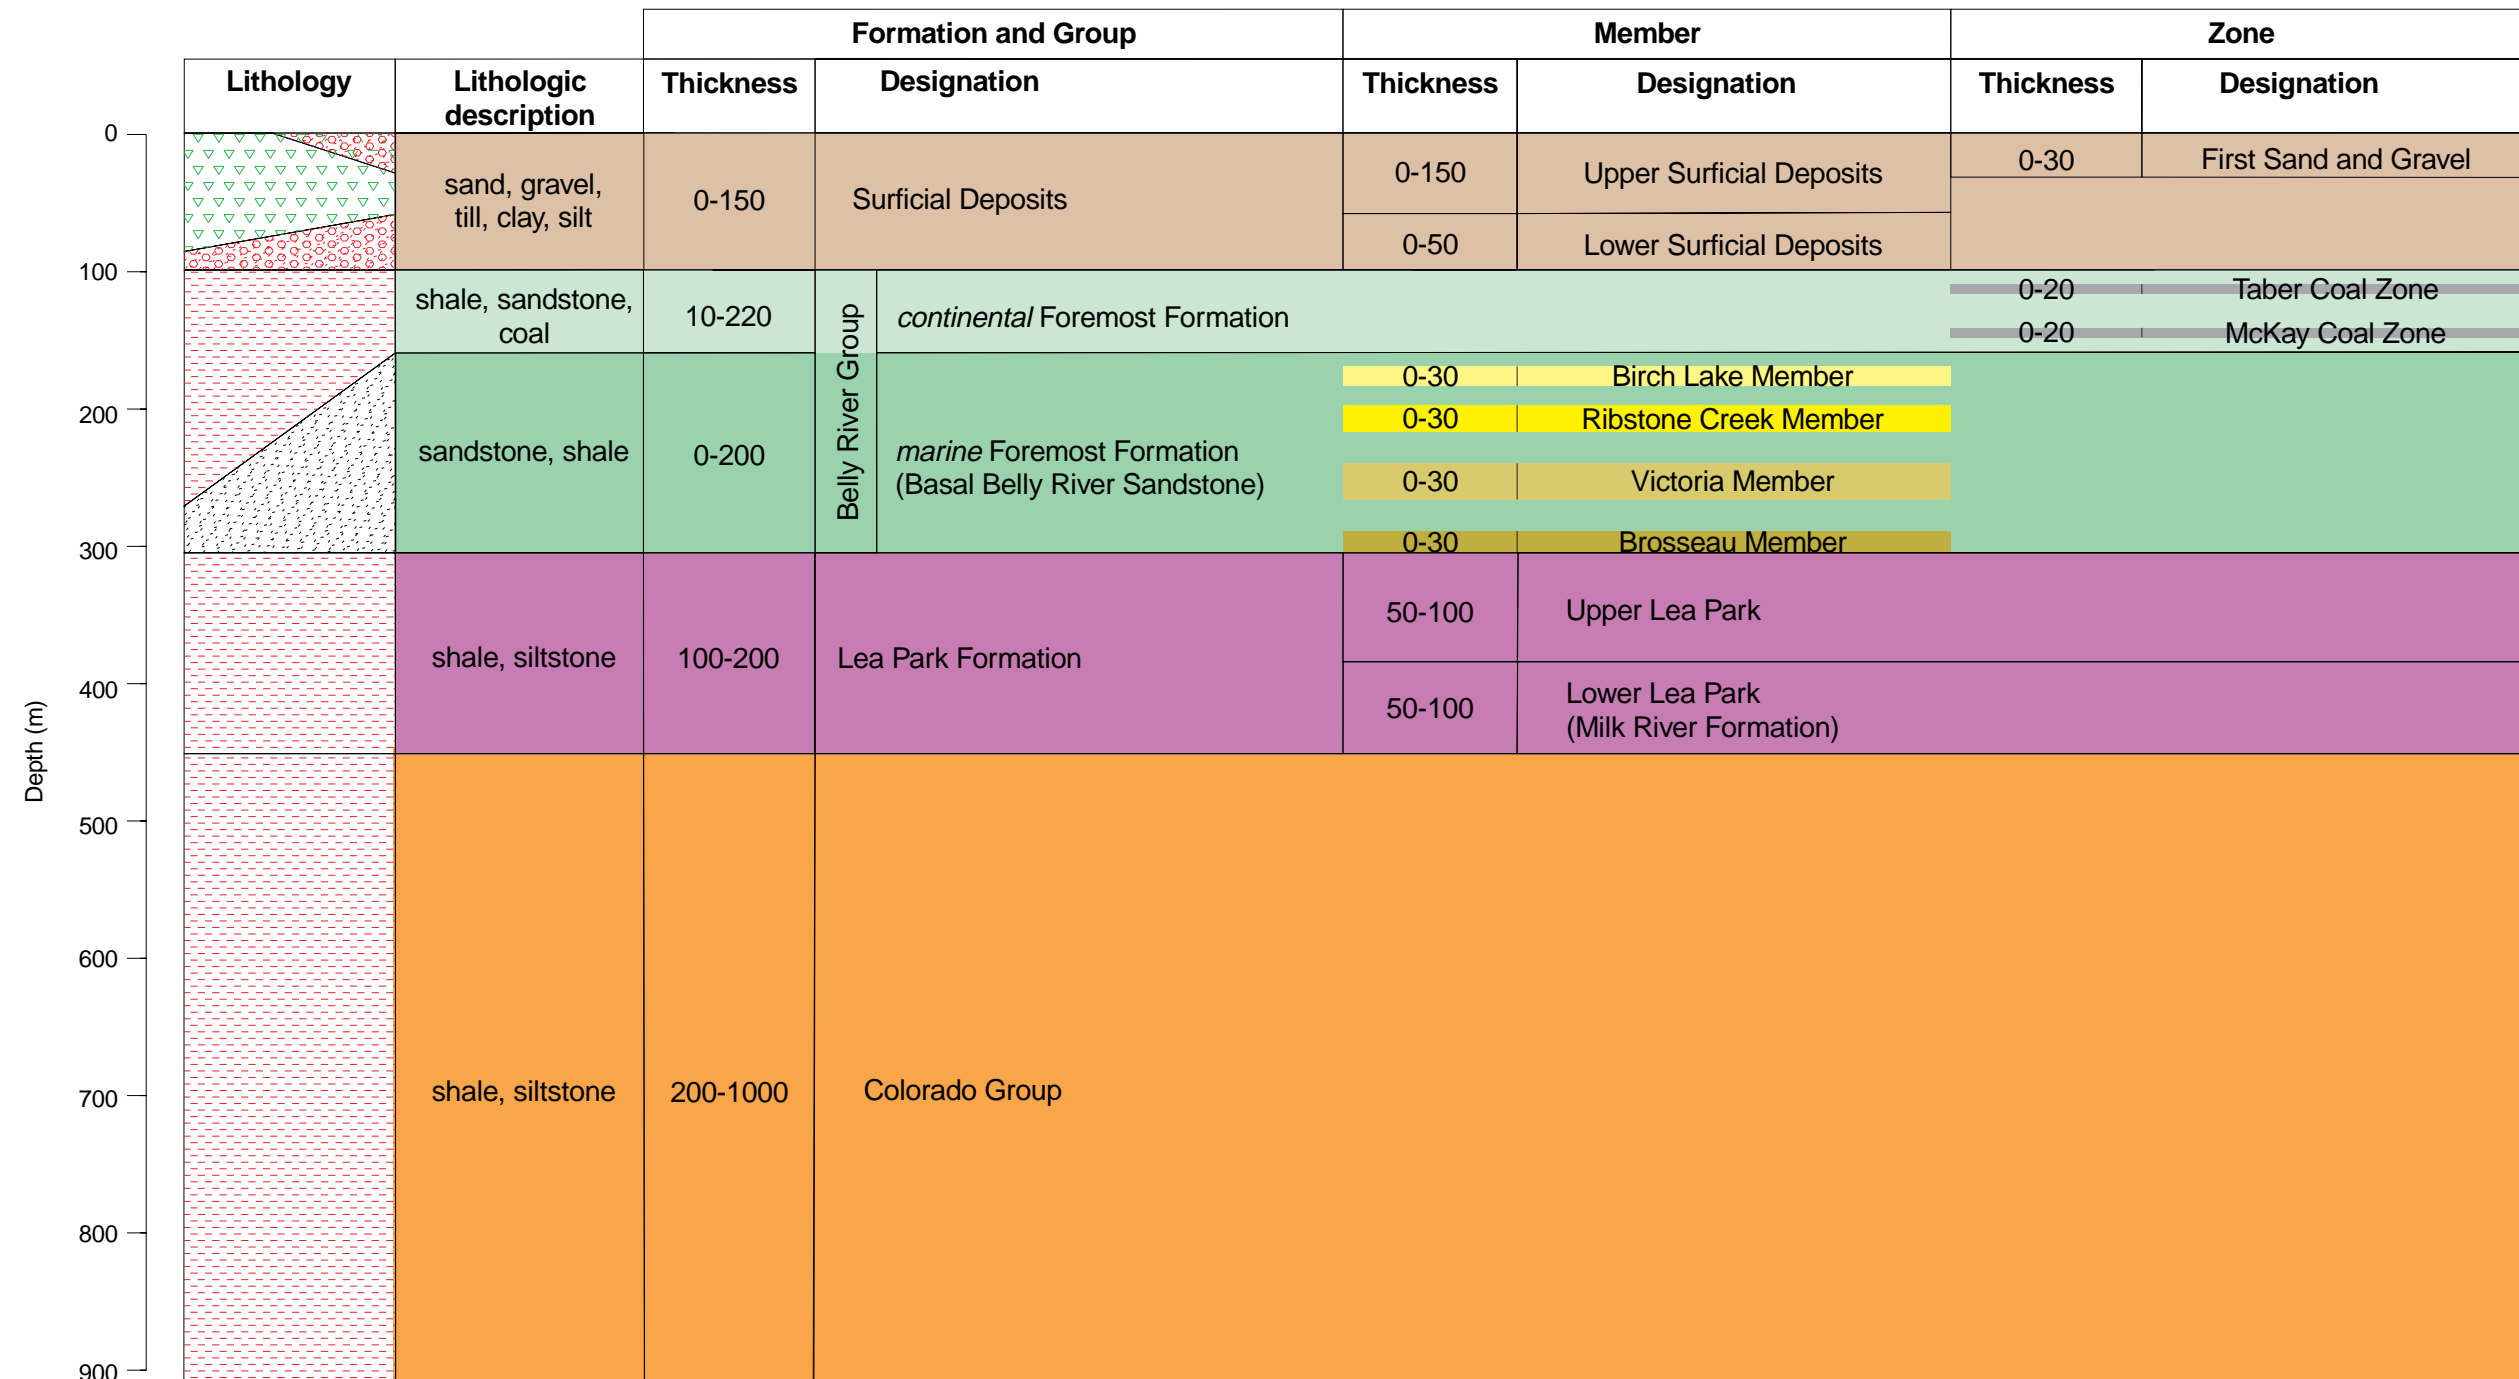 Formation and Group
Member
Zone
Lithology
Lithologic
description
Thickness
Designation
Thickness
Designation
Thickness
Designation
Depth (m)
0
100
200
300
400
500
600
700
800
900
sand, gravel,
till, clay, silt
0-150
Surficial Deposits
0-150
Upper Surficial Deposits
0-30
First Sand and Gravel
0-50
Lower Surficial Deposits
Belly River Group
shale, sandstone,
coal
10-220
continental Foremost Formation
0-20
Taber Coal Zone
0-20
McKay Coal Zone
sandstone, shale
0-200
marine Foremost Formation
(Basal Belly River Sandstone)
0-30
Birch Lake Member
0-30
Ribstone Creek Member
0-30
Victoria Member
0-30
Brosseau Member
shale, siltstone
100-200
Lea Park Formation
50-100
Upper Lea Park
50-100
Lower Lea Park
(Milk River Formation)
shale, siltstone
200-1000
Colorado Group